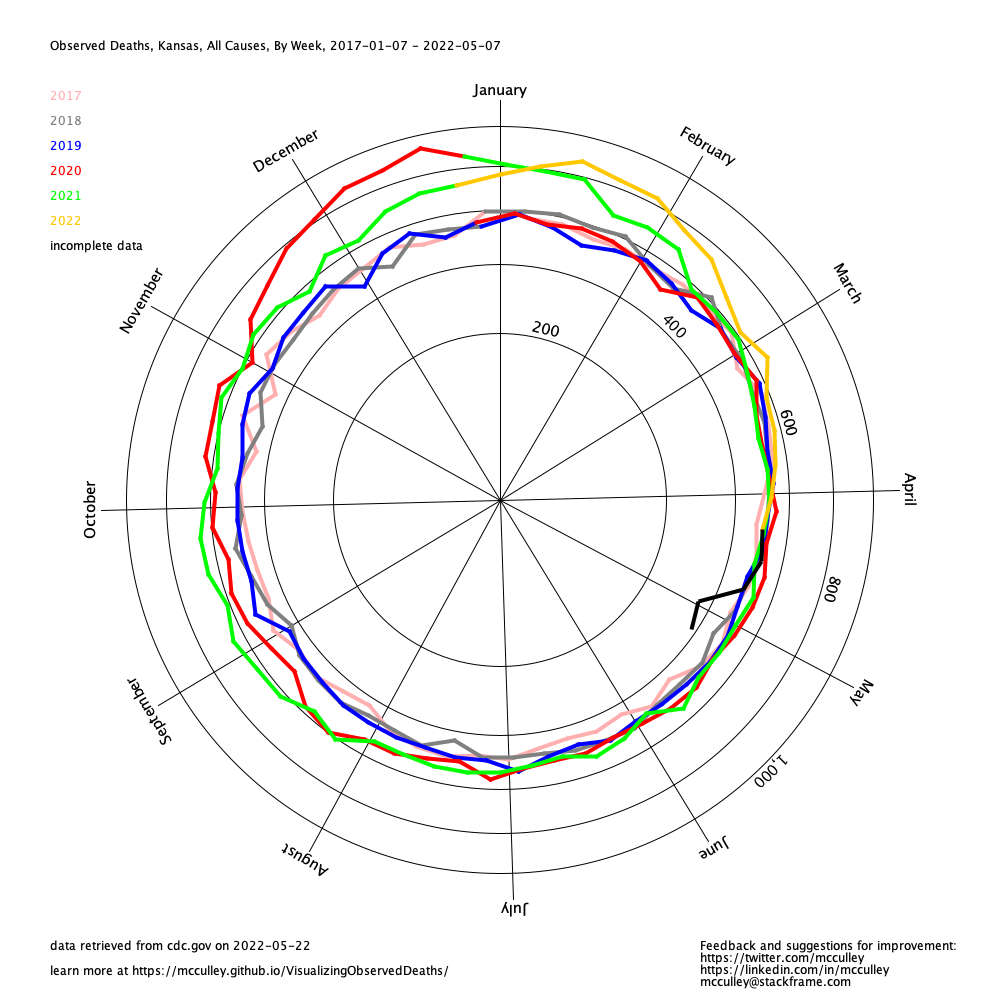 Observed Deaths, Kansas, All Causes, By Week, 2017-01-07 - 2022-05-07
2017
2018
2019
2020
2021
2022
incomplete data
January
February
March
April
May
June
July
August
September
October
November
December
200
400
600
800
1,000
data retrieved from cdc.gov on 2022-05-22
learn more at https://mcculley.github.io/VisualizingObservedDeaths/
Feedback and suggestions for improvement:
https://twitter.com/mcculley
https://linkedin.com/in/mcculley
mcculley@stackframe.com